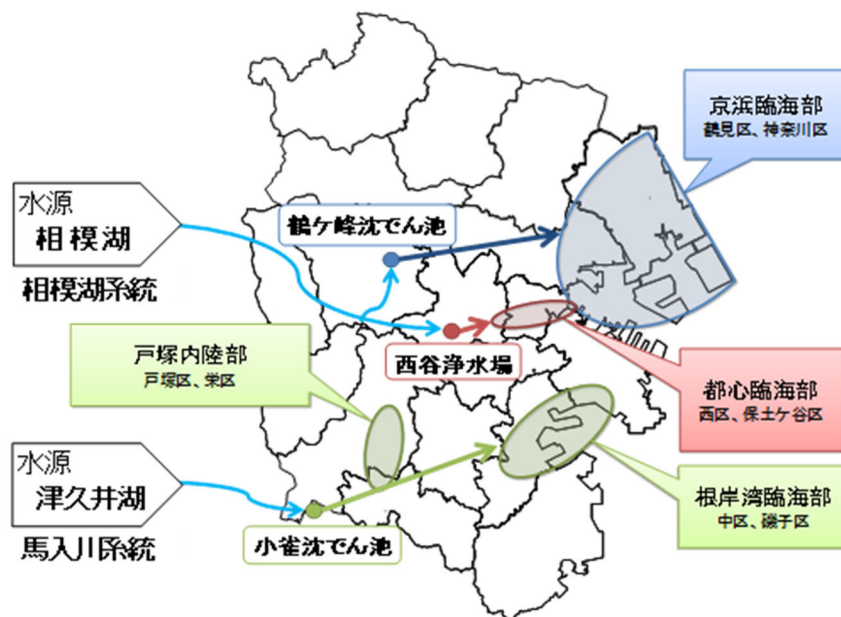 京浜臨海部
鶴見区、神奈川区
水源
相模湖
相模湖系統
鶴ケ峰沈でん池
戸塚内陸部
戸塚区、栄区
西谷浄水場
都心臨海部
西区、保土ケ谷区
水源
津久井湖
馬入川系統
小雀沈でん池
根岸湾臨海部
中区、磯子区